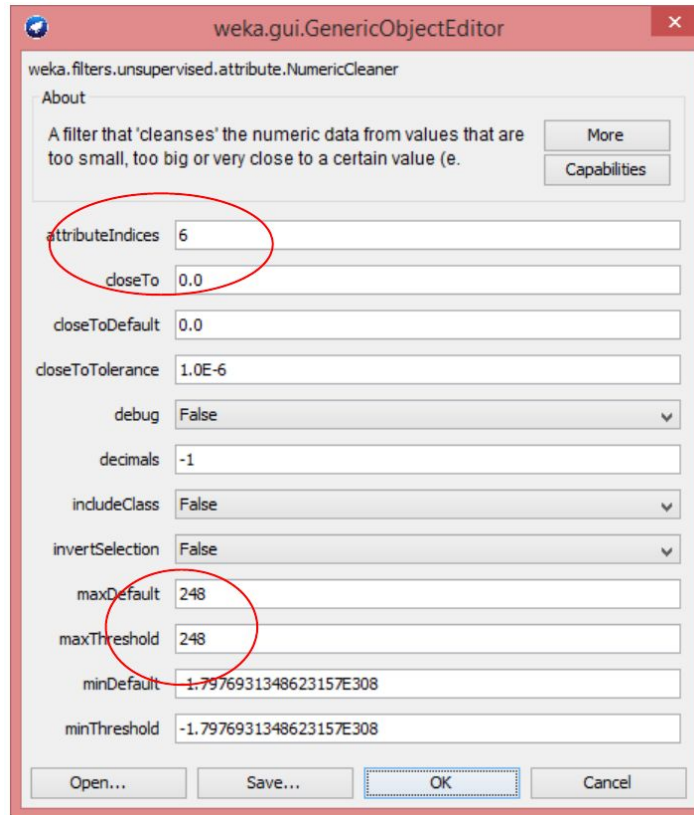 weka.gui.GenericObjectEditor
weka.filters.unsupervised.attribute.NumericCleaner
About
A filter that 'cleanses' the numeric data from values that are
too small, too big or very close to a certain value (e.
More
Capabilities
attributeIndices 6
closeTo 0.0
closeToDefault 0.0
closeToTolerance 1.0E-6
debug False
decimals -1
includeClass False
invertSelection False
maxDefault 248
maxThreshold 248
minDefault -1.7976931348623157E308
minThreshold -1.7976931348623157E308
Open... Save... OK Cancel